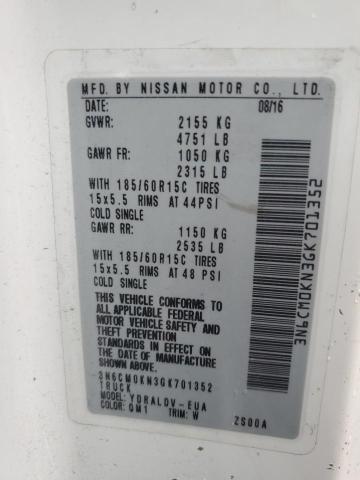 MFD. BY NISSAN MOTOR CO., LTD.
DATE: 08/16
GVWR: 2155 KG
4751 LB
GAWR FR: 1050 KG
2315 LB
WITH 185/60R15C TIRES
15x5.5 RIMS AT 44PSI
COLD SINGLE
GAWR RR: 1150 KG
2535 LB
WITH 185/60R15C TIRES
15x5.5 RIMS AT 48 PSI
COLD SINGLE
THIS VEHICLE CONFORMS TO
ALL APPLICABLE FEDERAL
MOTOR VEHICLE SAFETY AND
THEFT PREVENTION STANDARDS
IN EFFECT ON THE DATE OF
MANUFACTURE SHOWN ABOVE.
3N6CM0KN3GK701352
TRUCK
MODEL: YDRALDV-EUA
COLOR: QM1 TRIM: W ZS00A
3N6CM0KN3GK701352